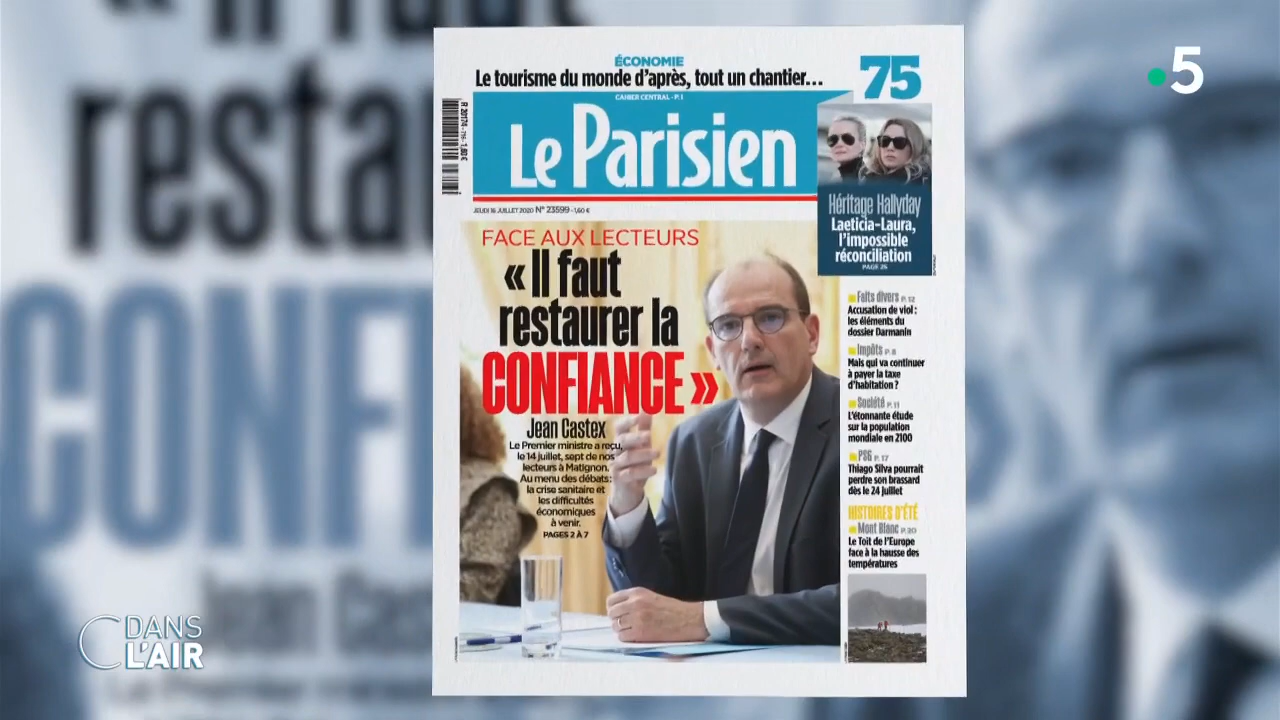 5
ÉCONOMIE
Le tourisme du monde d'après, tout un chantier…
CAHIER CENTRAL - P. I
75
Le Parisien
JEUDI 16 JUILLET 2020 N° 23599 - 1,60 €
Héritage Hallyday
Laeticia-Laura,
l'impossible
réconciliation
PAGE 25
FACE AUX LECTEURS
« Il faut
restaurer la
CONFIANCE »
Jean Castex
Le Premier ministre a reçu,
le 14 juillet, sept de nos
lecteurs à Matignon.
Au menu des débats :
la crise sanitaire et
les difficultés
économiques
à venir.
PAGES 2 À 7
Faits divers P. 12
Accusation de viol :
les éléments du
dossier Darmanin
Impôts P. 8
Mais qui va continuer
à payer la taxe
d'habitation ?
Société P. 11
L'étonnante étude
sur la population
mondiale en 2100
PSG P. 17
Thiago Silva pourrait
perdre son brassard
dès le 24 juillet
HISTOIRES D'ÉTÉ
Mont Blanc P. 20
Le Toit de l'Europe
face à la hausse des
températures
C DANS
L'AIR